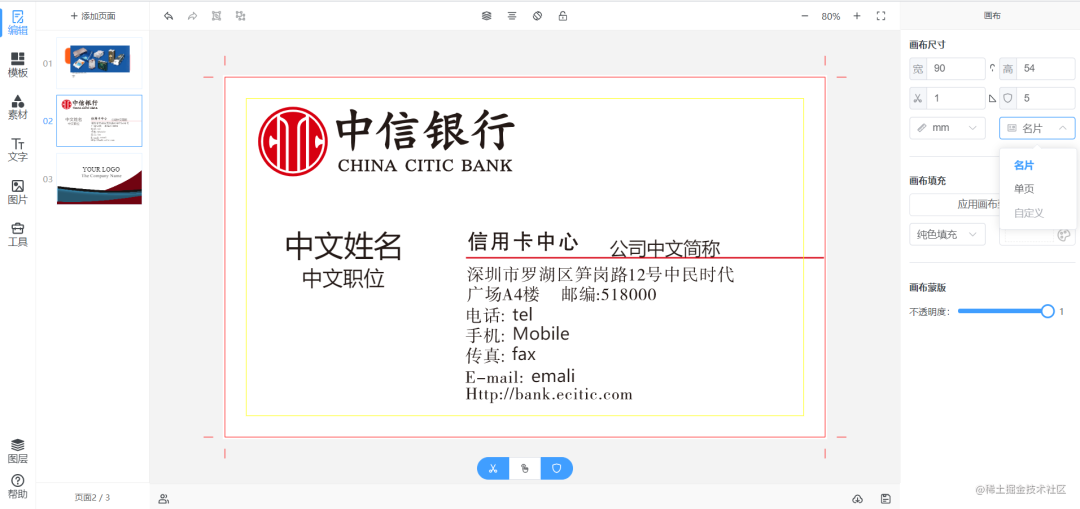 添加页面
80%
画布
编辑
模板
素材
文字
图片
工具
图层
帮助
01
02
03
中信银行
YOUR LOGO
The Company Name
页面2 / 3
中信银行
CHINA CITIC BANK
中文姓名
中文职位
信用卡中心
公司中文简称
深圳市罗湖区笋岗路12号中民时代
广场A4楼 邮编:518000
电话: tel
手机: Mobile
传真: fax
E-mail: emali
Http://bank.ecitic.com
画布尺寸
宽 90
高 54
1
5
mm
名片
名片
单页
自定义
画布填充
应用画布
纯色填充
画布蒙版
不透明度: 1
@稀土掘金技术社区